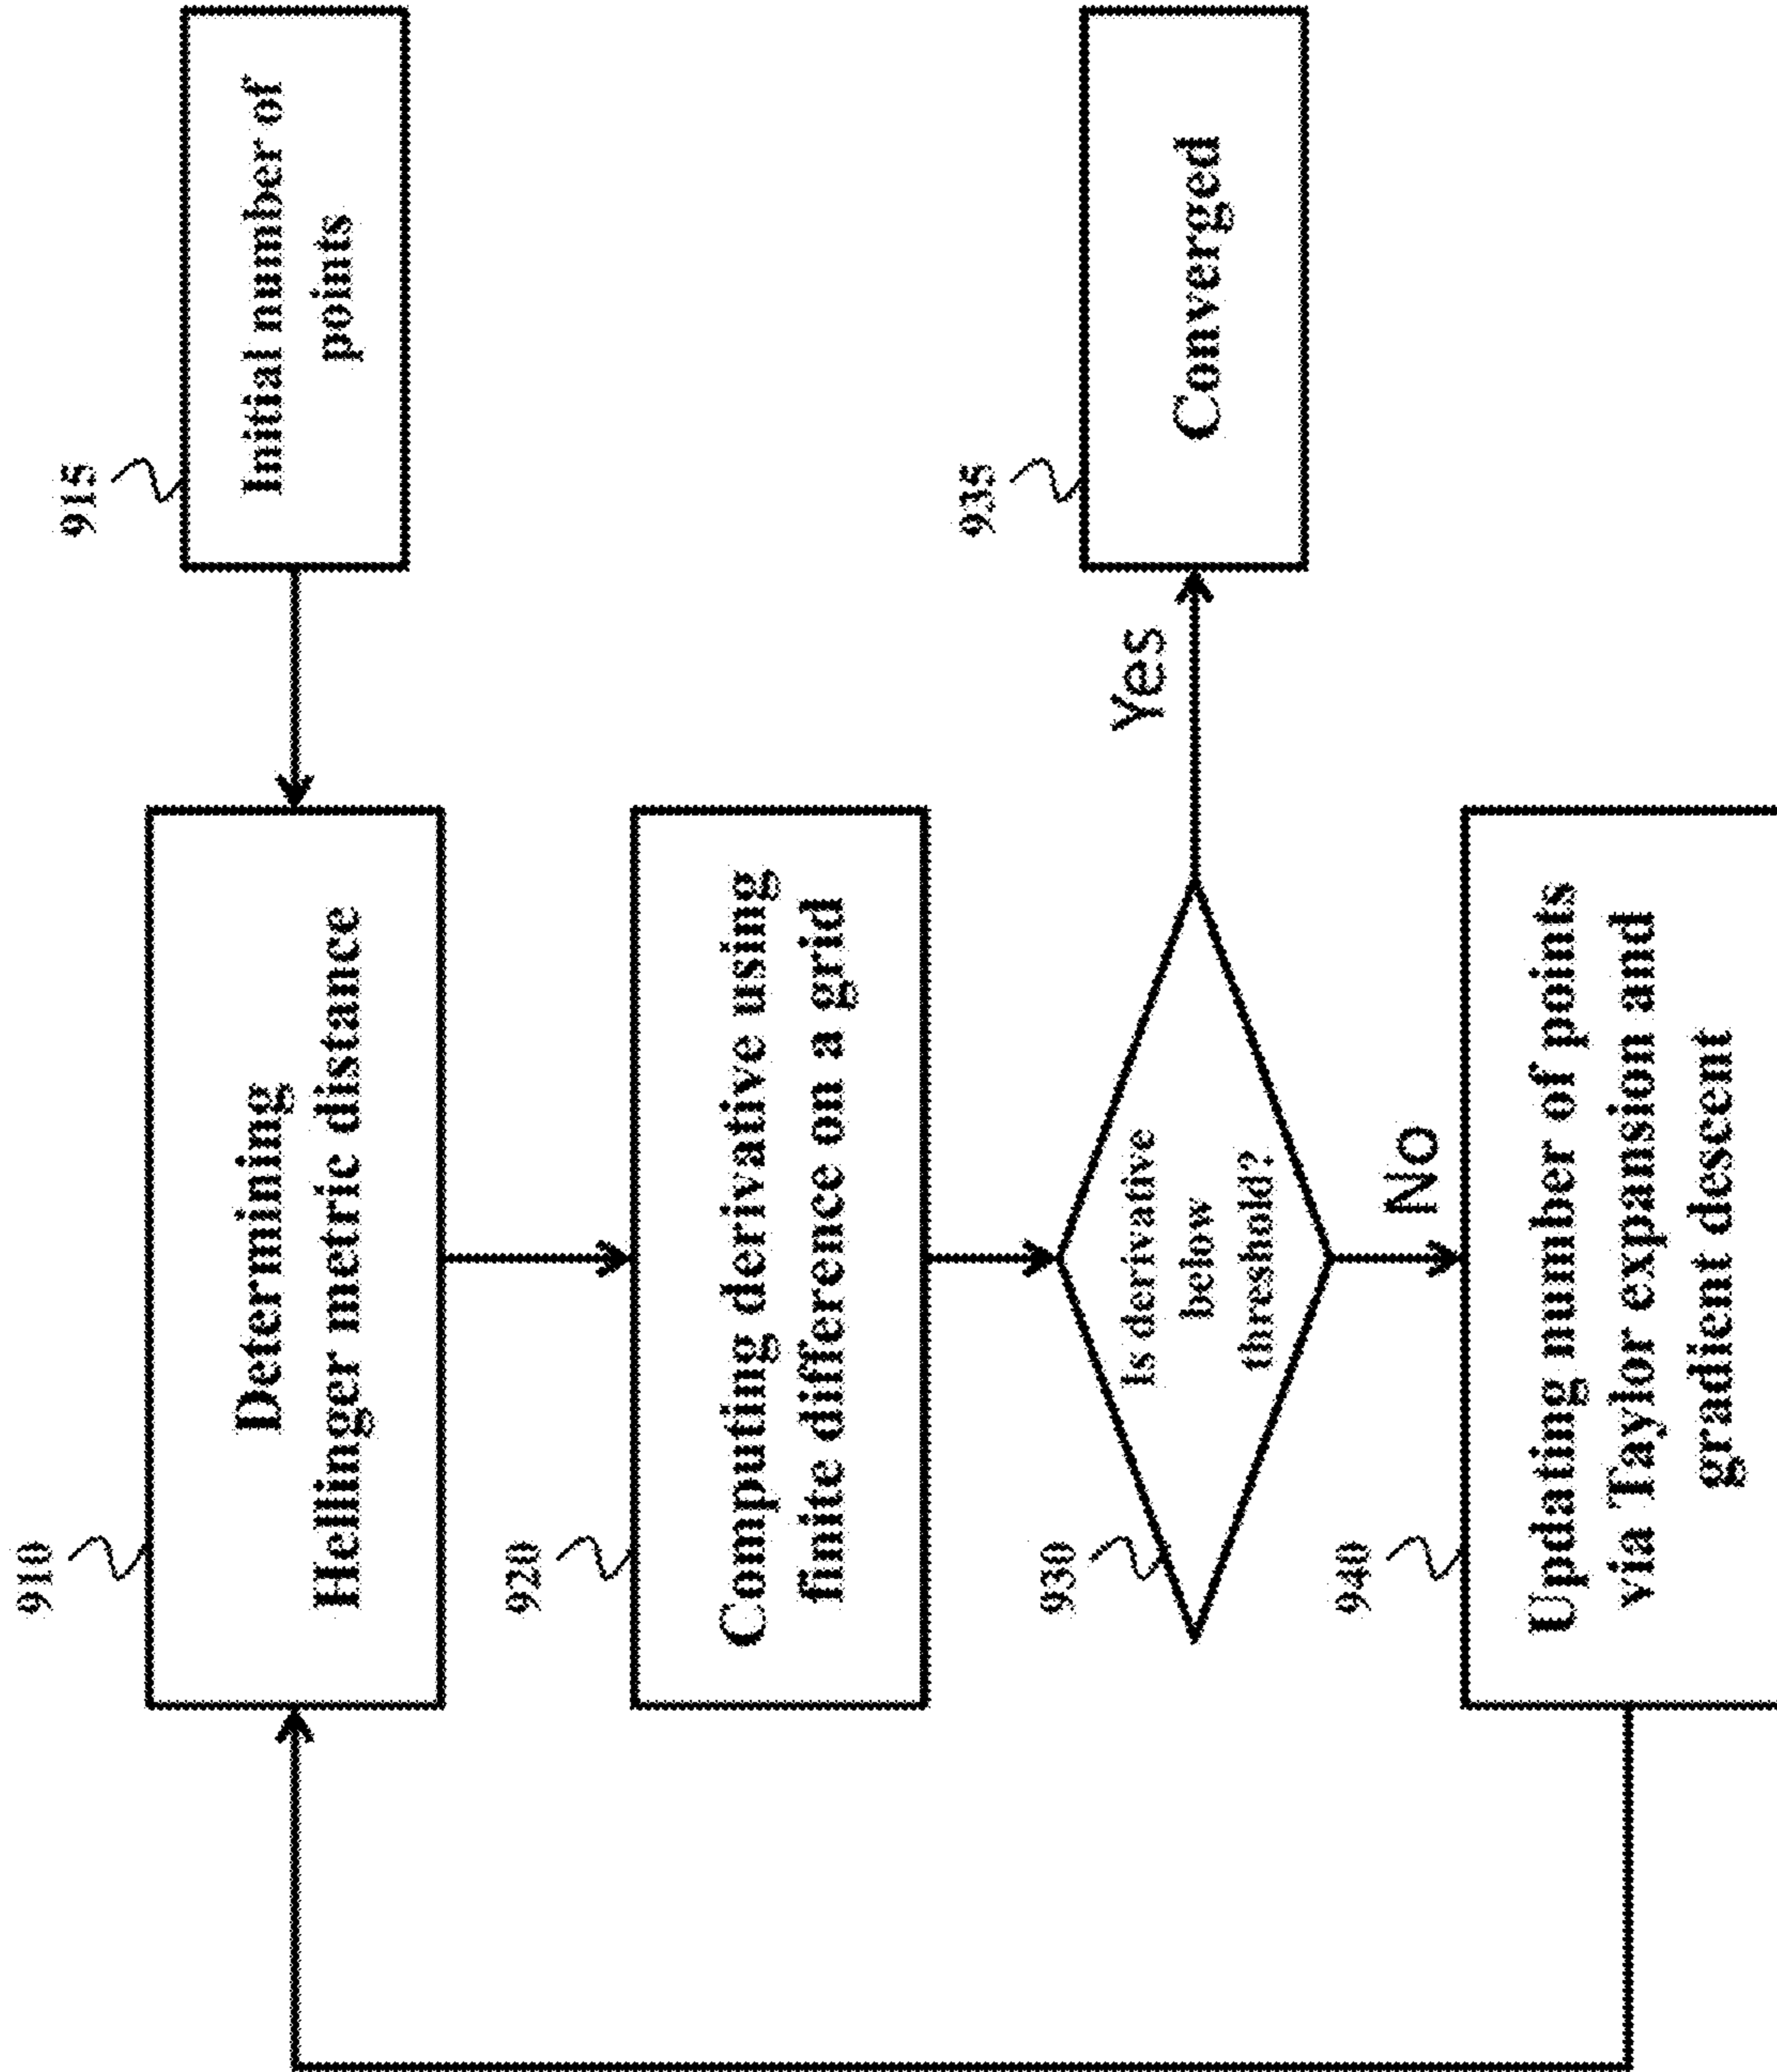 910
Determining
Hellinger metric distance
915
Initial number of
points
920
Computing derivative using
finite difference on a grid
930
Is derivative
below
threshold?
Yes
935
Converged
No
940
Updating number of points
via Taylor expansion and
gradient descent